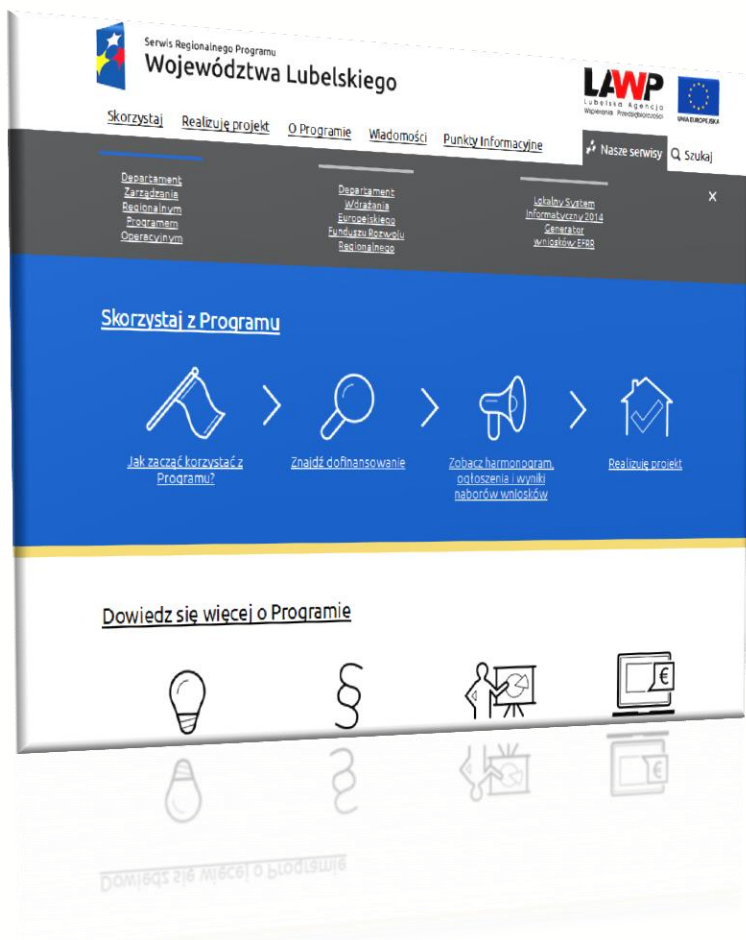 Serwis Regionalnego Programu
Województwa Lubelskiego
LAWP
Lubelska Agencja
Wspierania Przedsiębiorczości
UNIA EUROPEJSKA
Skorzystaj Realizuję projekt O Programie Wiadomości Punkty Informacyjne
Nasze serwisy Szukaj
Departament
Zarządzania
Regionalnym
Programem
Operacyjnym
Departament
Wdrażania
Europejskiego
Funduszu Rozwoju
Regionalnego
Lokalny System
Informatyczny 2014
Generator
wniosków EFRR
Skorzystaj z Programu
Jak zacząć korzystać z
Programu?
Znajdź dofinansowanie
Zobacz harmonogram,
ogłoszenia i wyniki
naborów wniosków
Realizuję projekt
Dowiedz się więcej o Programie
§
€